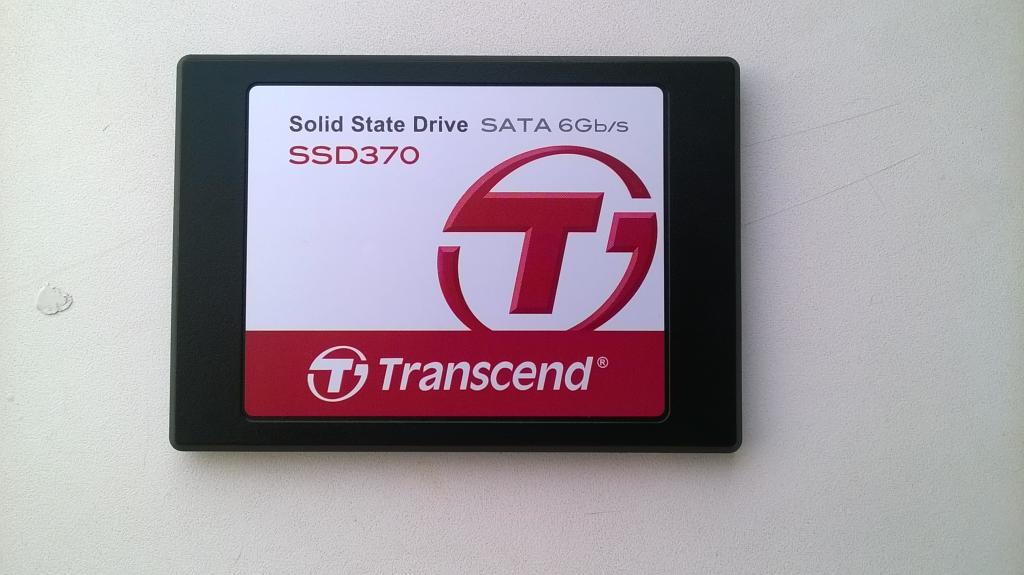 Solid State Drive SATA 6Gb/s
SSD370
Transcend®